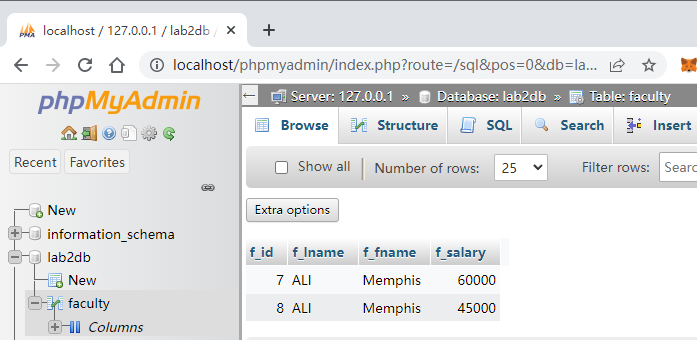 localhost / 127.0.0.1 / lab2db /
localhost/phpmyadmin/index.php?route=/sql&pos=0&db=la...
phpMyAdmin
Recent Favorites
New
information_schema
lab2db
New
faculty
Columns
Server: 127.0.0.1 » Database: lab2db » Table: faculty
Browse Structure SQL Search Insert
Show all Number of rows: 25 Filter rows: Searc
Extra options
f_id f_lname f_fname f_salary
7 ALI Memphis 60000
8 ALI Memphis 45000